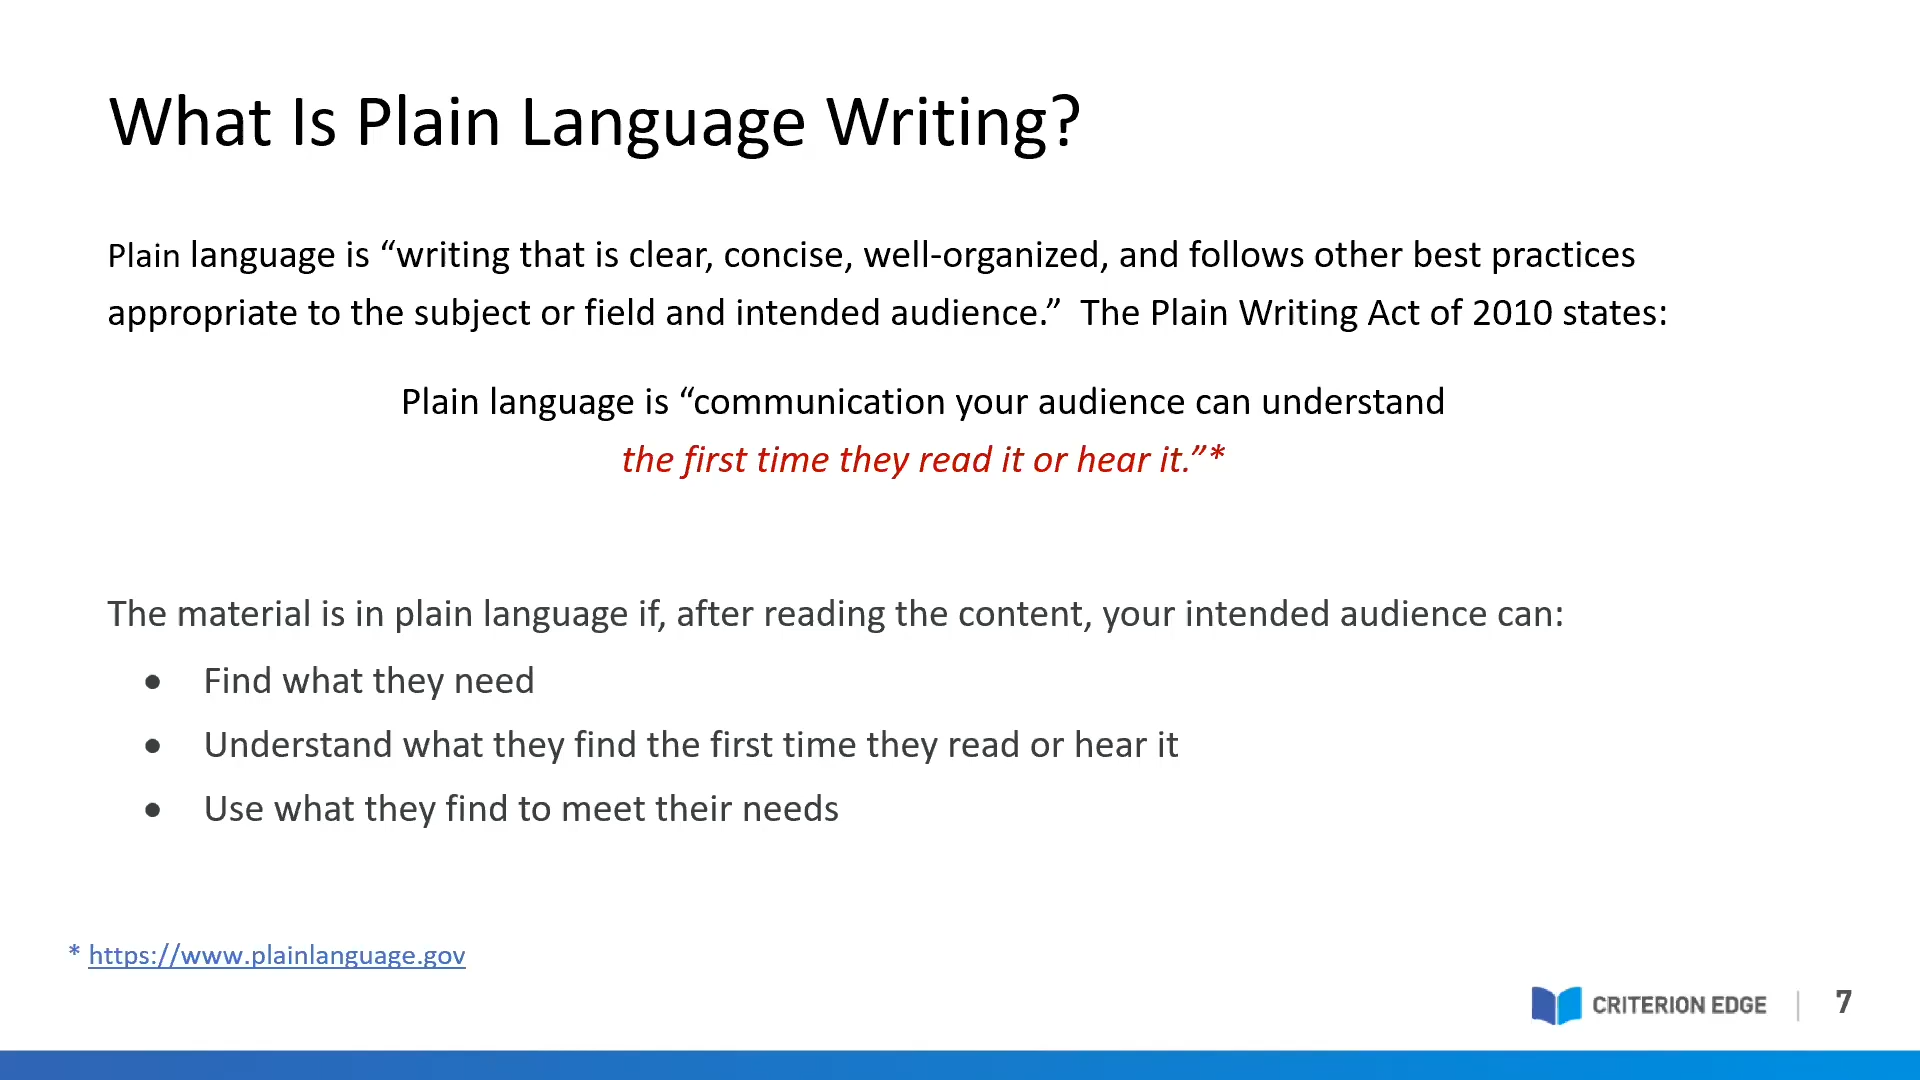 What Is Plain Language Writing?
Plain language is “writing that is clear, concise, well-organized, and follows other best practices
appropriate to the subject or field and intended audience.”  The Plain Writing Act of 2010 states:
Plain language is “communication your audience can understand
the first time they read it or hear it.”*
The material is in plain language if, after reading the content, your intended audience can:
● Find what they need
● Understand what they find the first time they read or hear it
● Use what they find to meet their needs
* https://www.plainlanguage.gov
CRITERION EDGE | 7